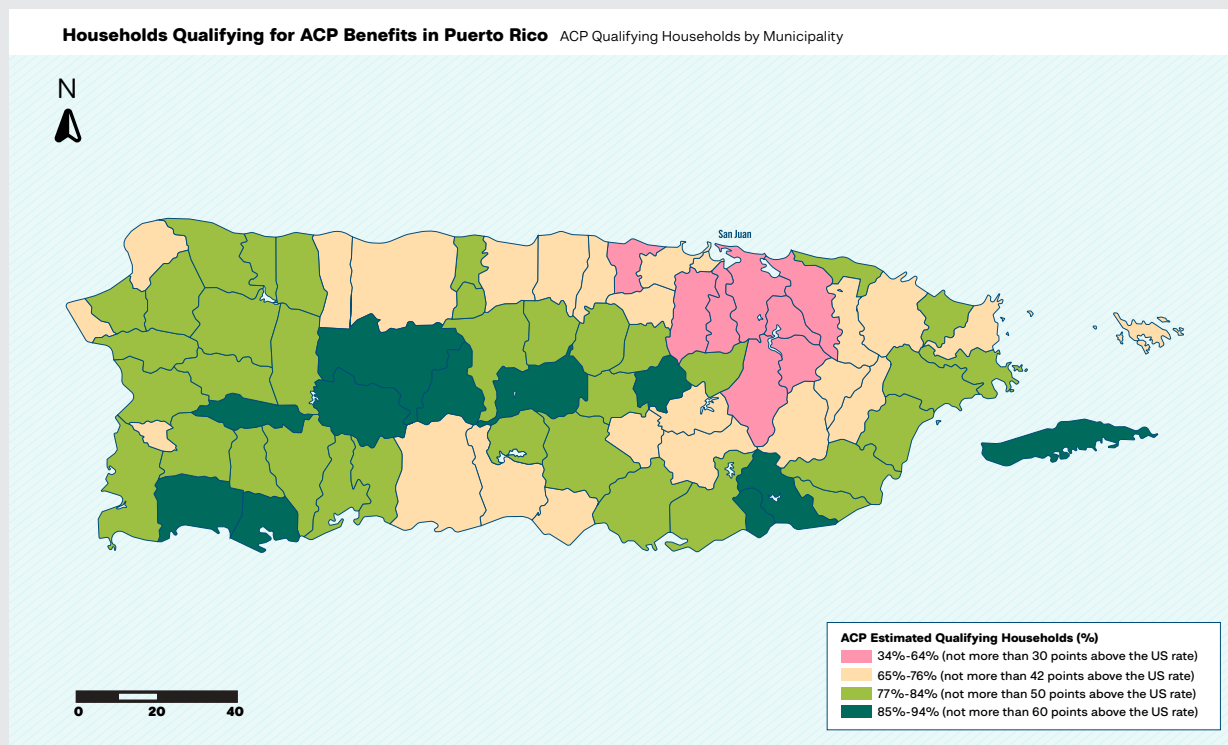 Households Qualifying for ACP Benefits in Puerto Rico ACP Qualifying Households by Municipality
N
San Juan
ACP Estimated Qualifying Households (%)
34%-64% (not more than 30 points above the US rate)
65%-76% (not more than 42 points above the US rate)
77%-84% (not more than 50 points above the US rate)
85%-94% (not more than 60 points above the US rate)
0 20 40